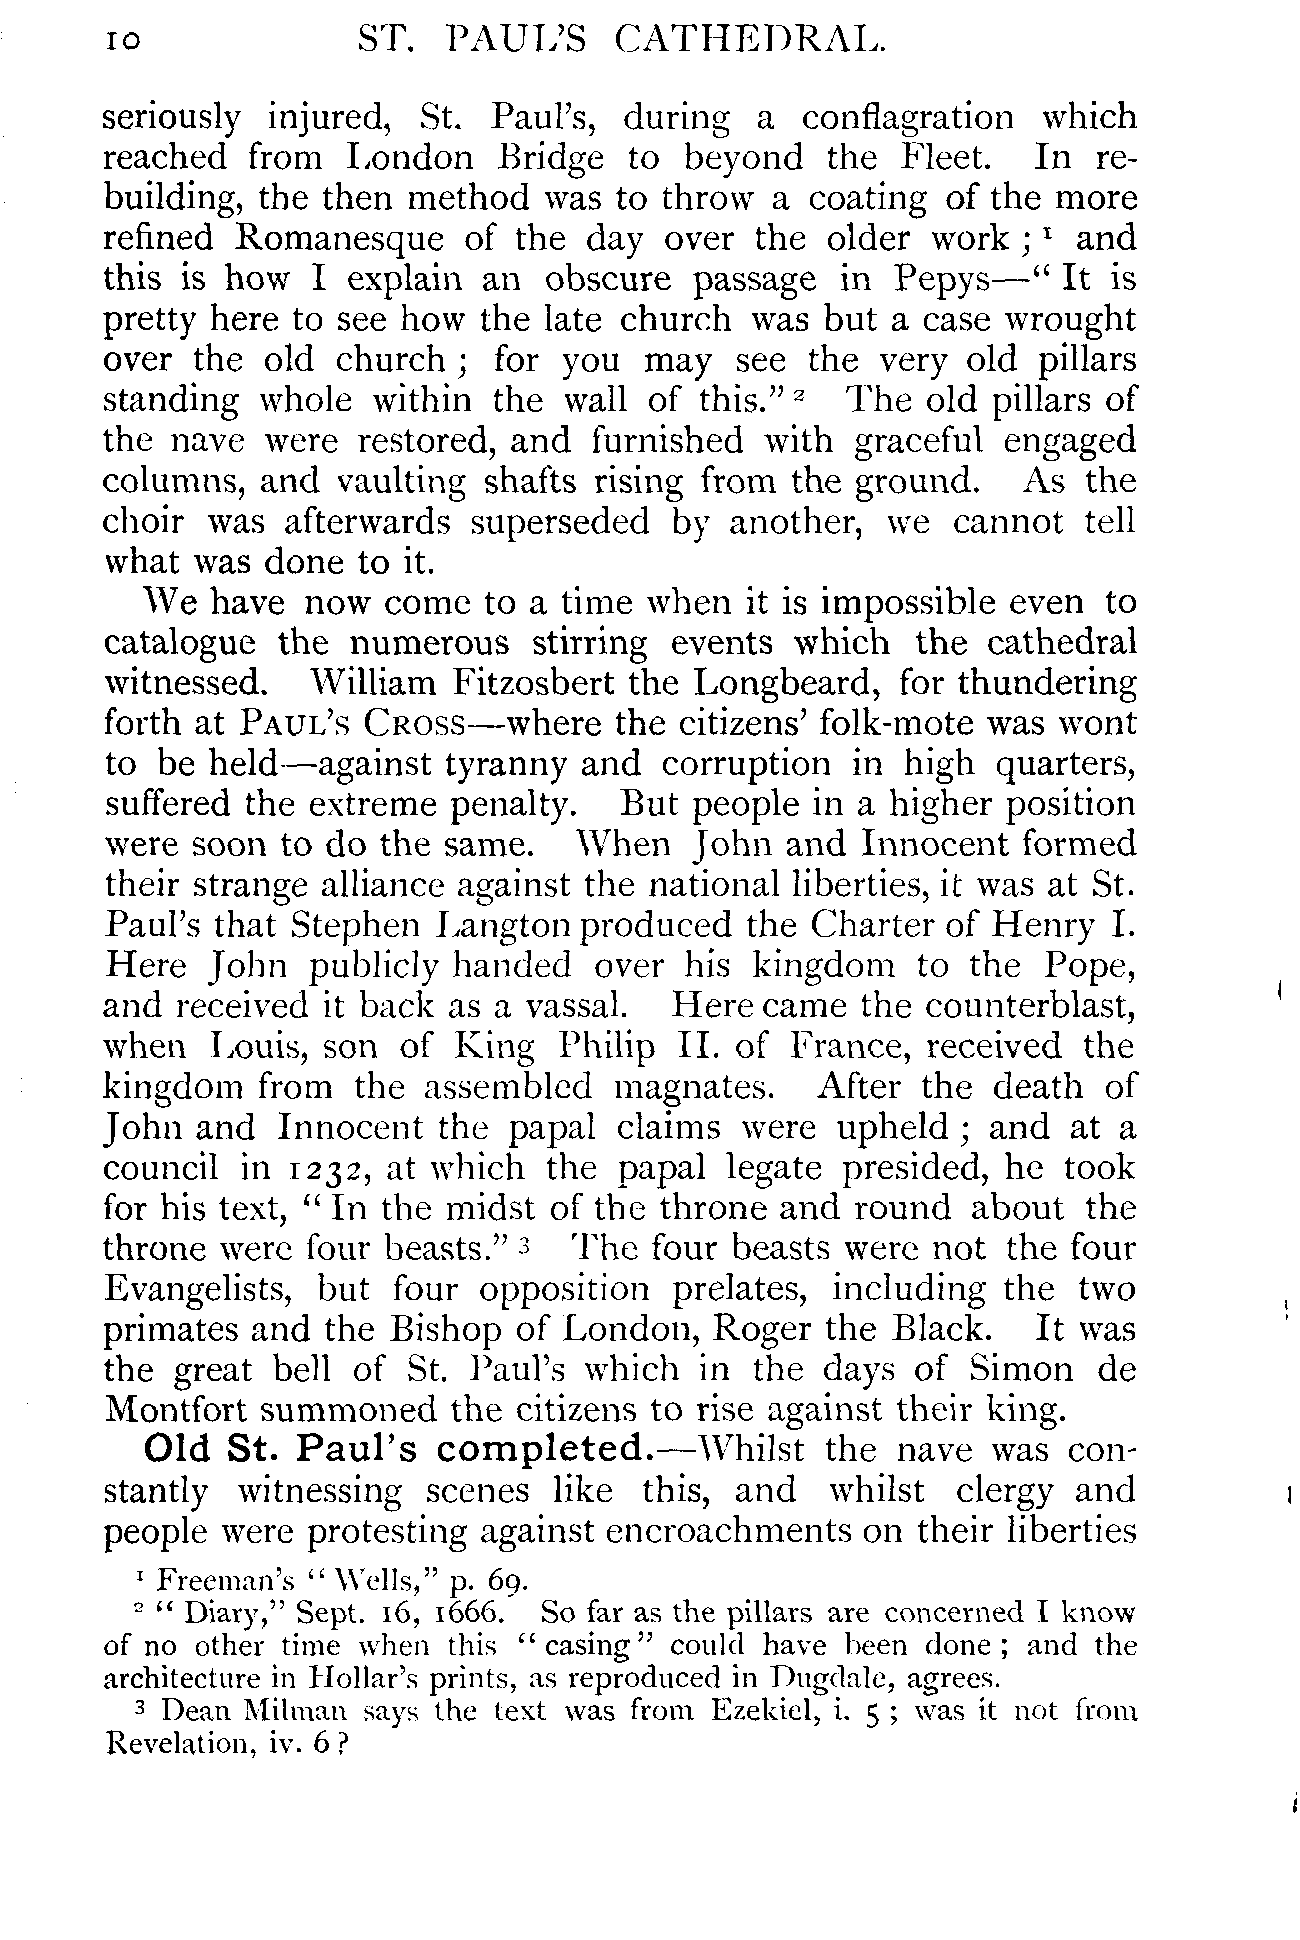 10 ST. PAUL'S CATHEDRAL.
seriously injured, St. Paul's, during a conflagration which
reached from London Bridge to beyond the Fleet. In re-
building, the then method was to throw a coating of the more
refined Romanesque of the day over the older work ; ¹ and
this is how I explain an obscure passage in Pepys—“ It is
pretty here to see how the late church was but a case wrought
over the old church ; for you may see the very old pillars
standing whole within the wall of this.” ² The old pillars of
the nave were restored, and furnished with graceful engaged
columns, and vaulting shafts rising from the ground. As the
choir was afterwards superseded by another, we cannot tell
what was done to it.
We have now come to a time when it is impossible even to
catalogue the numerous stirring events which the cathedral
witnessed. William Fitzosbert the Longbeard, for thundering
forth at PAUL'S CROSS—where the citizens' folk-mote was wont
to be held—against tyranny and corruption in high quarters,
suffered the extreme penalty. But people in a higher position
were soon to do the same. When John and Innocent formed
their strange alliance against the national liberties, it was at St.
Paul's that Stephen Langton produced the Charter of Henry I.
Here John publicly handed over his kingdom to the Pope,
and received it back as a vassal. Here came the counterblast,
when Louis, son of King Philip II. of France, received the
kingdom from the assembled magnates. After the death of
John and Innocent the papal claims were upheld ; and at a
council in 1232, at which the papal legate presided, he took
for his text, “ In the midst of the throne and round about the
throne were four beasts.” ³ The four beasts were not the four
Evangelists, but four opposition prelates, including the two
primates and the Bishop of London, Roger the Black. It was
the great bell of St. Paul's which in the days of Simon de
Montfort summoned the citizens to rise against their king.
Old St. Paul's completed.—Whilst the nave was con-
stantly witnessing scenes like this, and whilst clergy and
people were protesting against encroachments on their liberties
¹ Freeman's “ Wells,” p. 69.
² “ Diary,” Sept. 16, 1666. So far as the pillars are concerned I know
of no other time when this “ casing ” could have been done ; and the
architecture in Hollar's prints, as reproduced in Dugdale, agrees.
³ Dean Milman says the text was from Ezekiel, i. 5 ; was it not from
Revelation, iv. 6 ?